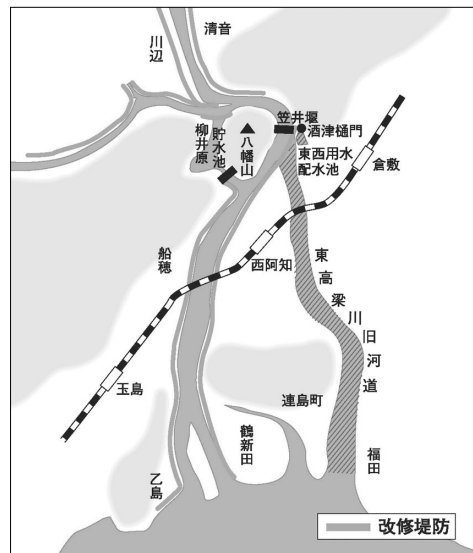 清音
川辺
笠井堰
酒津樋門
柳井原
貯水池
八幡山
東西用水
配水池
倉敷
船穂
西阿知
東高梁川旧河道
玉島
連島町
鶴新田
乙島
福田
改修堤防